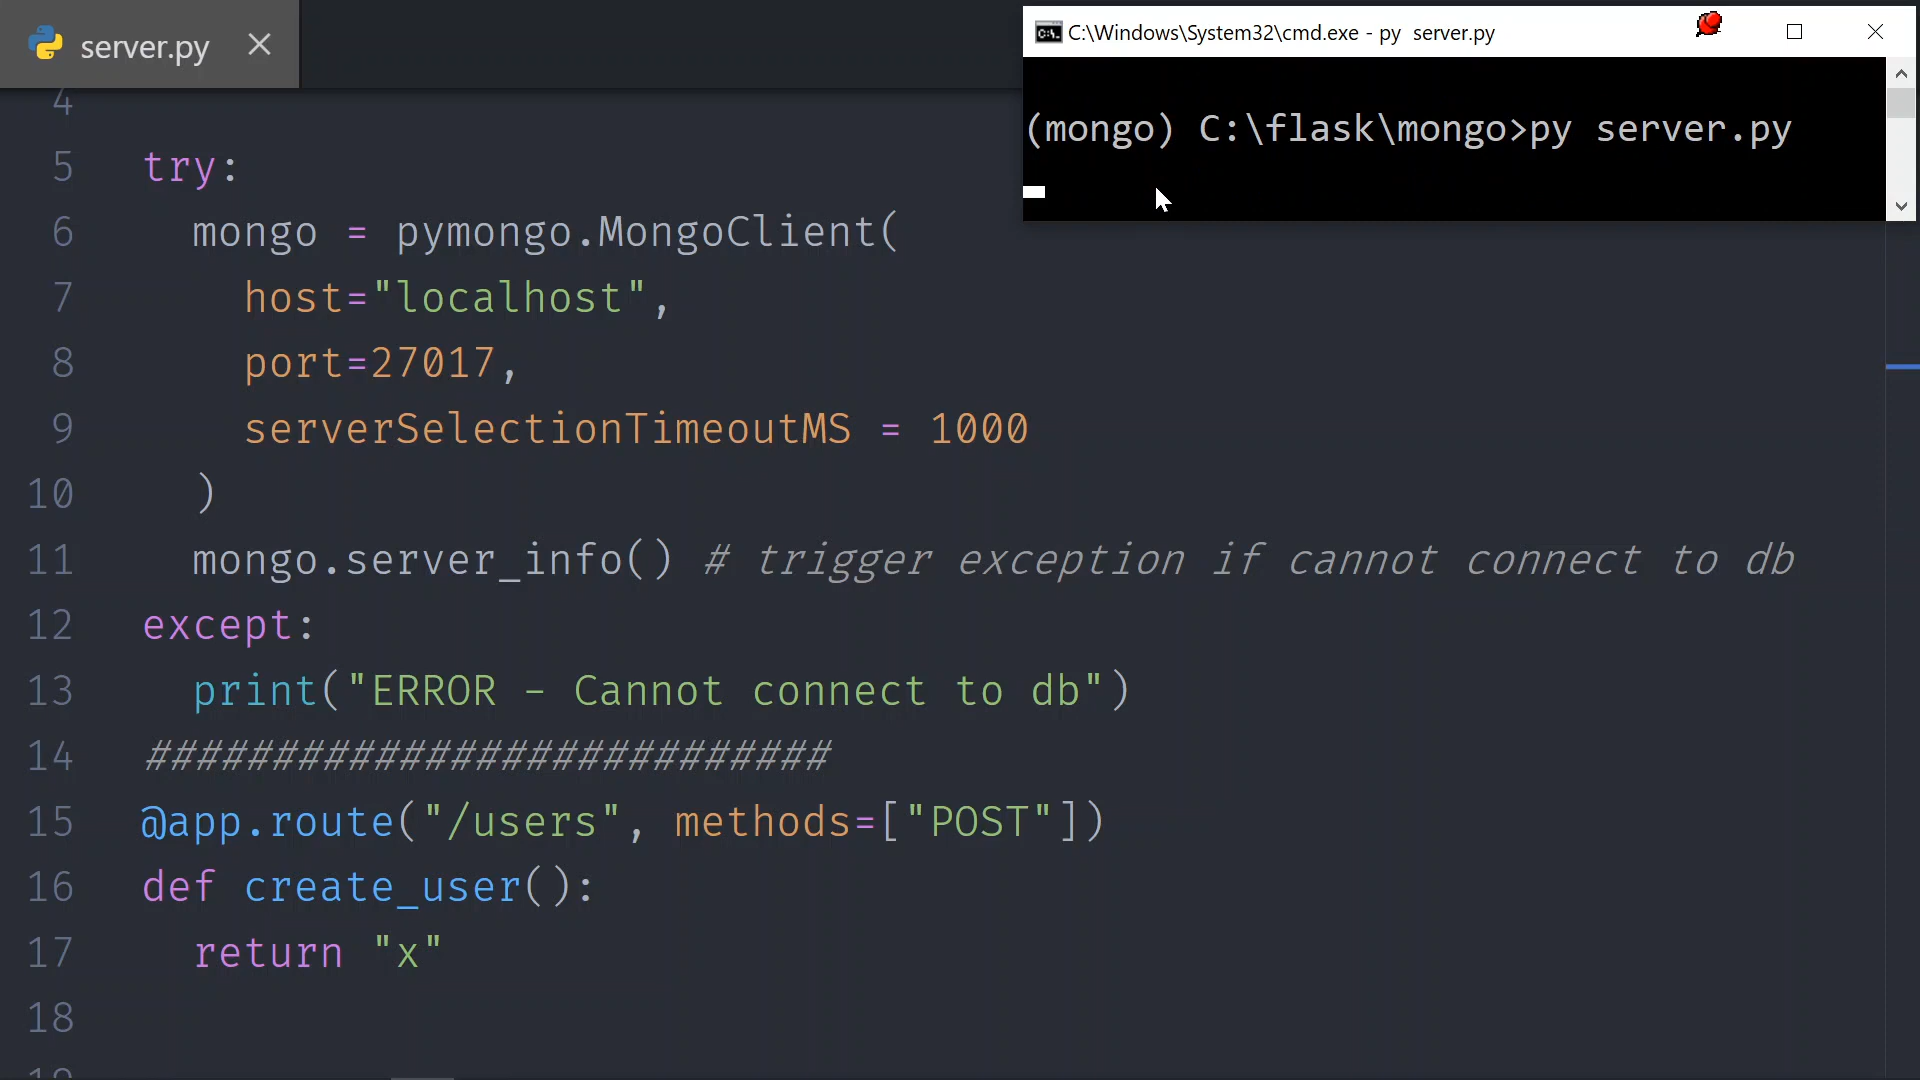 server.py
C:\Windows\System32\cmd.exe - py server.py
(mongo) C:\flask\mongo>py server.py
4
5 try:
6 mongo = pymongo.MongoClient(
7 host="localhost",
8 port=27017,
9 serverSelectionTimeoutMS = 1000
10 )
11 mongo.server_info() # trigger exception if cannot connect to db
12 except:
13 print("ERROR - Cannot connect to db")
14 ###########################
15 @app.route("/users", methods=["POST"])
16 def create_user():
17 return "x"
18